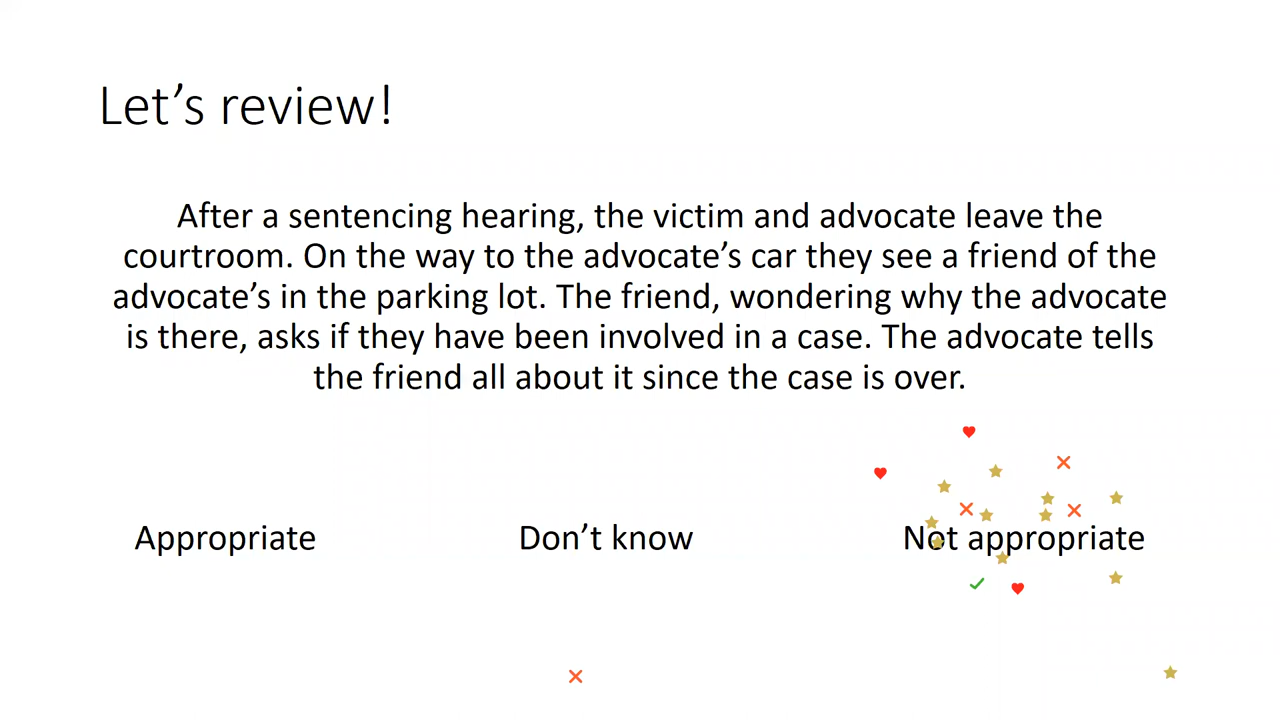 Let’s review!
After a sentencing hearing, the victim and advocate leave the
courtroom. On the way to the advocate’s car they see a friend of the
advocate’s in the parking lot. The friend, wondering why the advocate
is there, asks if they have been involved in a case. The advocate tells
the friend all about it since the case is over.
Appropriate
Don’t know
Not appropriate